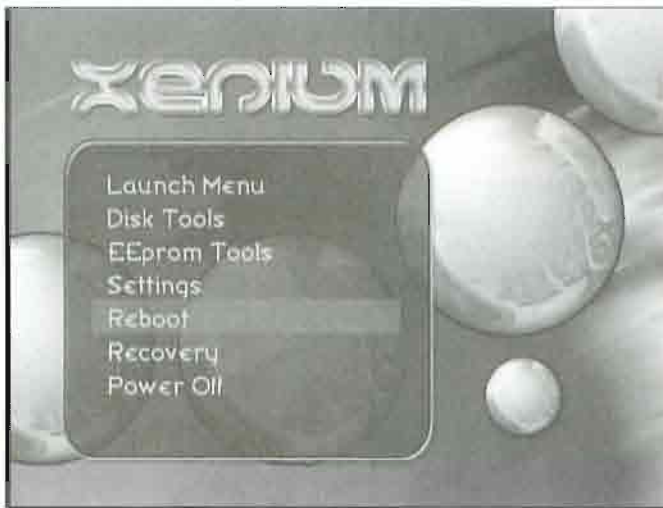 XENIUM
Launch Menu
Disk Tools
EEprom Tools
Settings
Reboot
Recovery
Power Off